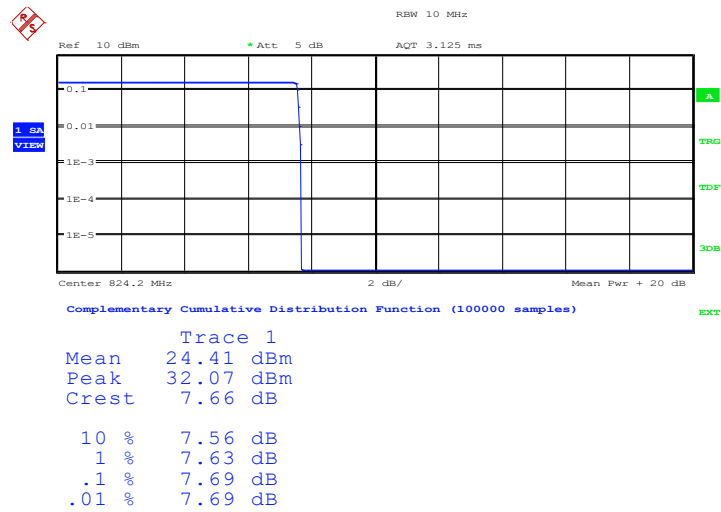 R S
RBW 10 MHz
Ref 10 dBm * Att 5 dB AQT 3.125 ms
0.1
A
1 SA
VIEW
0.01
TRG
1E-3
TDF
1E-4
1E-5
3DB
Center 824.2 MHz 2 dB/ Mean Pwr + 20 dB
Complementary Cumulative Distribution Function (100000 samples)
EXT
Trace 1
Mean 24.41 dBm
Peak 32.07 dBm
Crest 7.66 dB
10 % 7.56 dB
1 % 7.63 dB
.1 % 7.69 dB
.01 % 7.69 dB